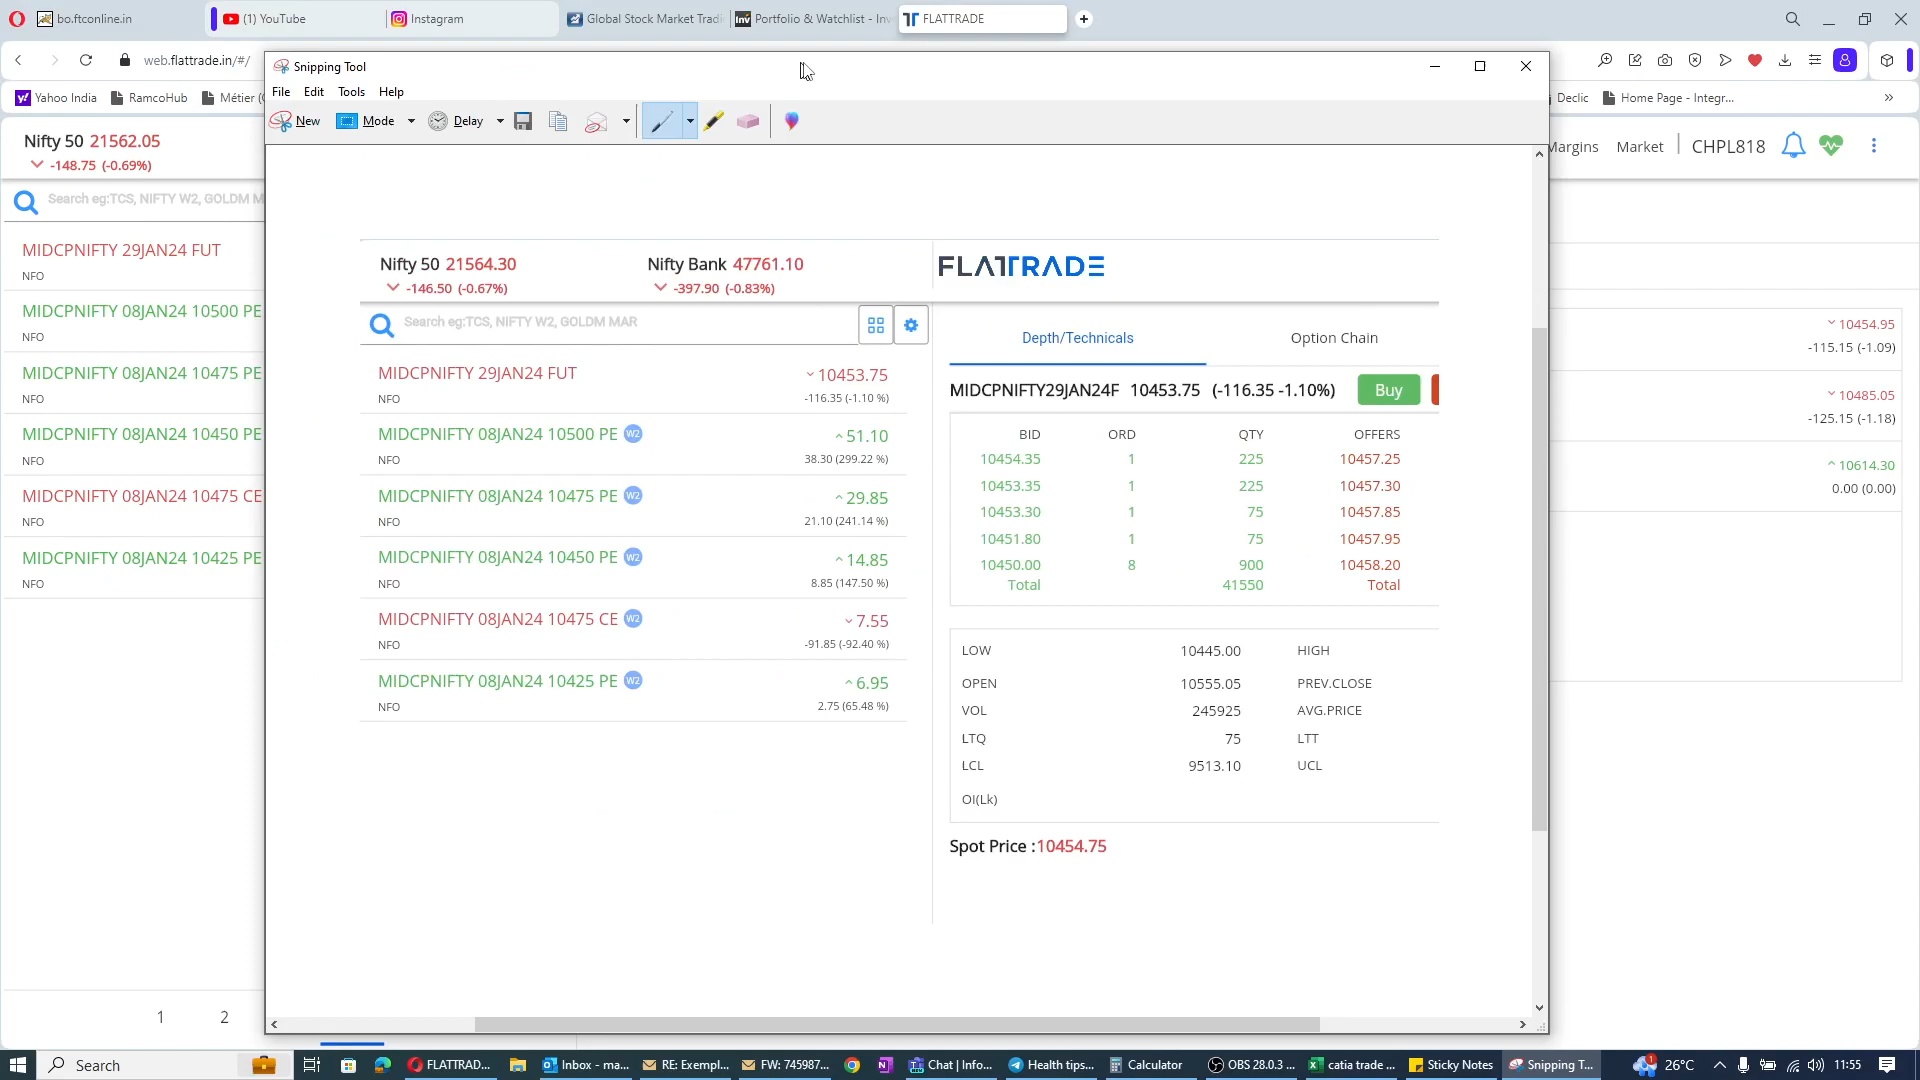 bo.ftconline.in
(1) YouTube
Instagram
Global Stock Market Tradi
Inv Portfolio & Watchlist - Inv
FLATTRADE
web.flattrade.in/#/
Yahoo India
RamcoHub
Métier (
Declic
Home Page - Integr...
Nifty 50 21562.05
-148.75 (-0.69%)
Search eg:TCS, NIFTY W2, GOLDM M
MIDCPNIFTY 29JAN24 FUT
NFO
MIDCPNIFTY 08JAN24 10500 PE
NFO
MIDCPNIFTY 08JAN24 10475 PE
NFO
MIDCPNIFTY 08JAN24 10450 PE
NFO
MIDCPNIFTY 08JAN24 10475 CE
NFO
MIDCPNIFTY 08JAN24 10425 PE
NFO
1 2
Snipping Tool
File Edit Tools Help
New Mode Delay
Nifty 50 21564.30
-146.50 (-0.67%)
Nifty Bank 47761.10
-397.90 (-0.83%)
FLATTRADE
Search eg:TCS, NIFTY W2, GOLDM MAR
MIDCPNIFTY 29JAN24 FUT 10453.75
NFO -116.35 (-1.10 %)
MIDCPNIFTY 08JAN24 10500 PE W2 51.10
NFO 38.30 (299.22 %)
MIDCPNIFTY 08JAN24 10475 PE W2 29.85
NFO 21.10 (241.14 %)
MIDCPNIFTY 08JAN24 10450 PE W2 14.85
NFO 8.85 (147.50 %)
MIDCPNIFTY 08JAN24 10475 CE W2 7.55
NFO -91.85 (-92.40 %)
MIDCPNIFTY 08JAN24 10425 PE W2 6.95
NFO 2.75 (65.48 %)
Depth/Technicals Option Chain
MIDCPNIFTY29JAN24F 10453.75 (-116.35 -1.10%) Buy
BID ORD QTY OFFERS
10454.35 1 225 10457.25
10453.35 1 225 10457.30
10453.30 1 75 10457.85
10451.80 1 75 10457.95
10450.00 8 900 10458.20
Total 41550 Total
LOW 10445.00 HIGH
OPEN 10555.05 PREV.CLOSE
VOL 245925 AVG.PRICE
LTQ 75 LTT
LCL 9513.10 UCL
OI(Lk)
Spot Price :10454.75
Margins Market CHPL818
10454.95
-115.15 (-1.09)
10485.05
-125.15 (-1.18)
10614.30
0.00 (0.00)
Search
FLATTRAD...
Inbox - ma...
RE: Exempl...
FW: 745987...
Chat | Info...
Health tips...
Calculator
OBS 28.0.3 ...
catia trade ...
Sticky Notes
Snipping T...
1
26°C
11:55